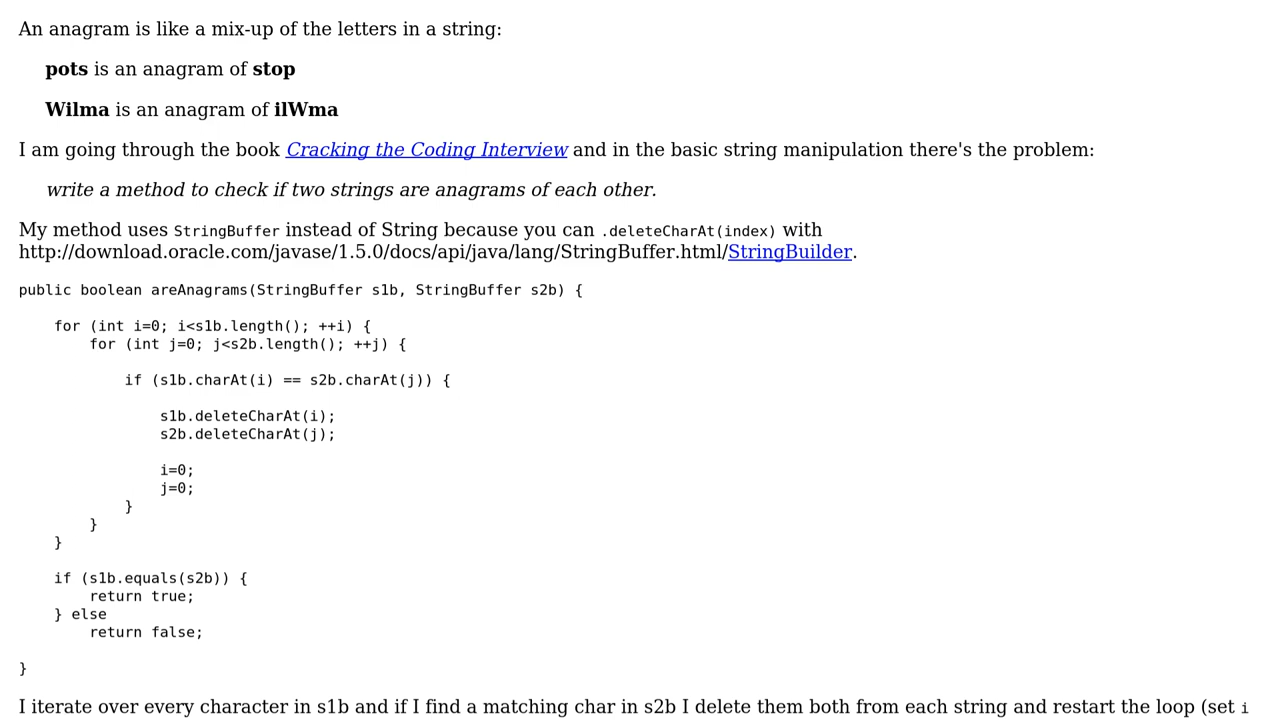 An anagram is like a mix-up of the letters in a string:
pots is an anagram of stop
Wilma is an anagram of ilWma
I am going through the book Cracking the Coding Interview and in the basic string manipulation there's the problem:
write a method to check if two strings are anagrams of each other.
My method uses StringBuffer instead of String because you can .deleteCharAt(index) with
http://download.oracle.com/javase/1.5.0/docs/api/java/lang/StringBuffer.html/StringBuilder.
public boolean areAnagrams(StringBuffer s1b, StringBuffer s2b) {
    for (int i=0; i<s1b.length(); ++i) {
        for (int j=0; j<s2b.length(); ++j) {
            if (s1b.charAt(i) == s2b.charAt(j)) {
                s1b.deleteCharAt(i);
                s2b.deleteCharAt(j);
                i=0;
                j=0;
            }
        }
    }
    if (s1b.equals(s2b)) {
        return true;
    } else
        return false;
}
I iterate over every character in s1b and if I find a matching char in s2b I delete them both from each string and restart the loop (set i